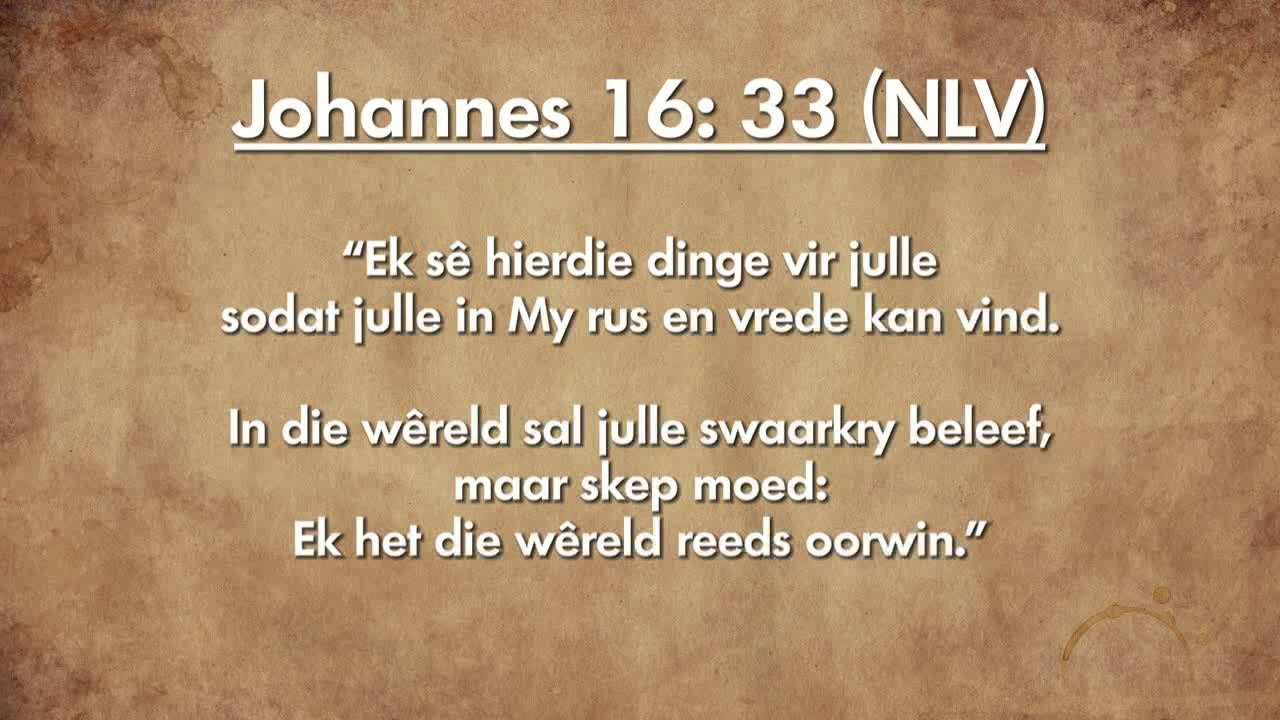 Johannes 16: 33 (NLV)
“Ek sê hierdie dinge vir julle
sodat julle in My rus en vrede kan vind.
In die wêreld sal julle swaarkry beleef,
maar skep moed:
Ek het die wêreld reeds oorwin.”